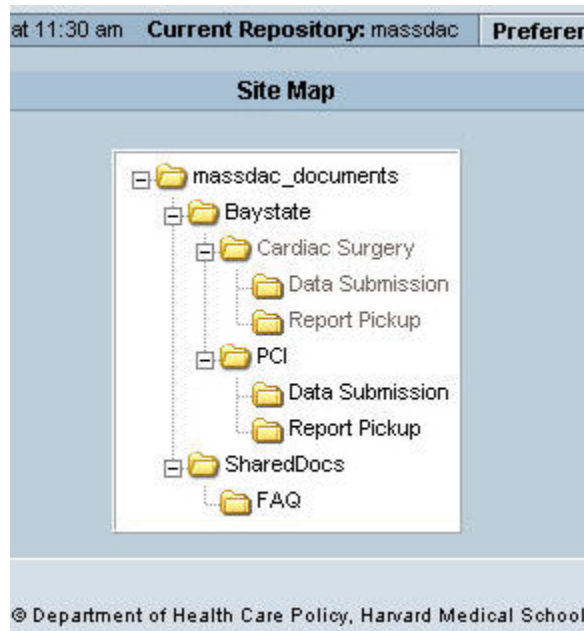 at 11:30 am Current Repository: massdac Preferen
Site Map
massdac_documents
Baystate
Cardiac Surgery
Data Submission
Report Pickup
PCI
Data Submission
Report Pickup
SharedDocs
FAQ
© Department of Health Care Policy, Harvard Medical School